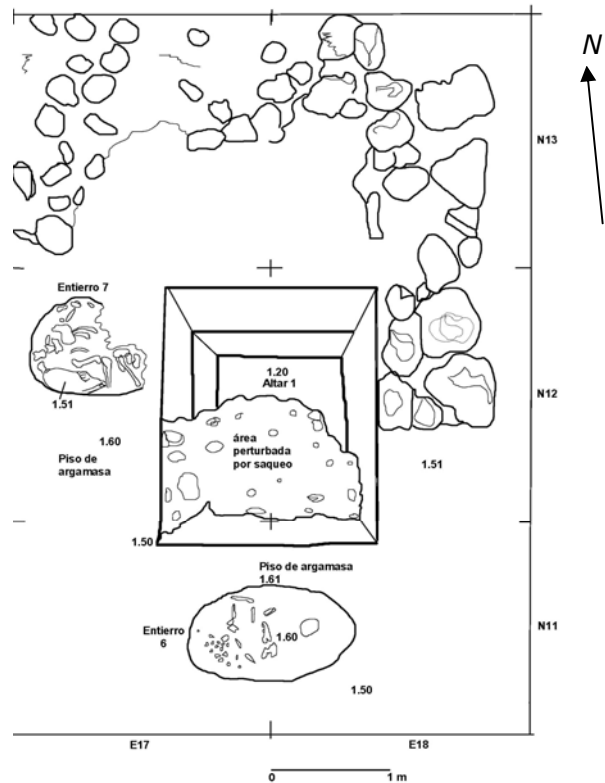 N
N13
Entierro 7
1.20
Altar 1
1.51
N12
área
perturbada
por saqueo
1.60
Piso de
argamasa
1.51
1.50
Piso de argamasa
1.61
Entierro
6
1.60
N11
1.50
E17
E18
0
1 m